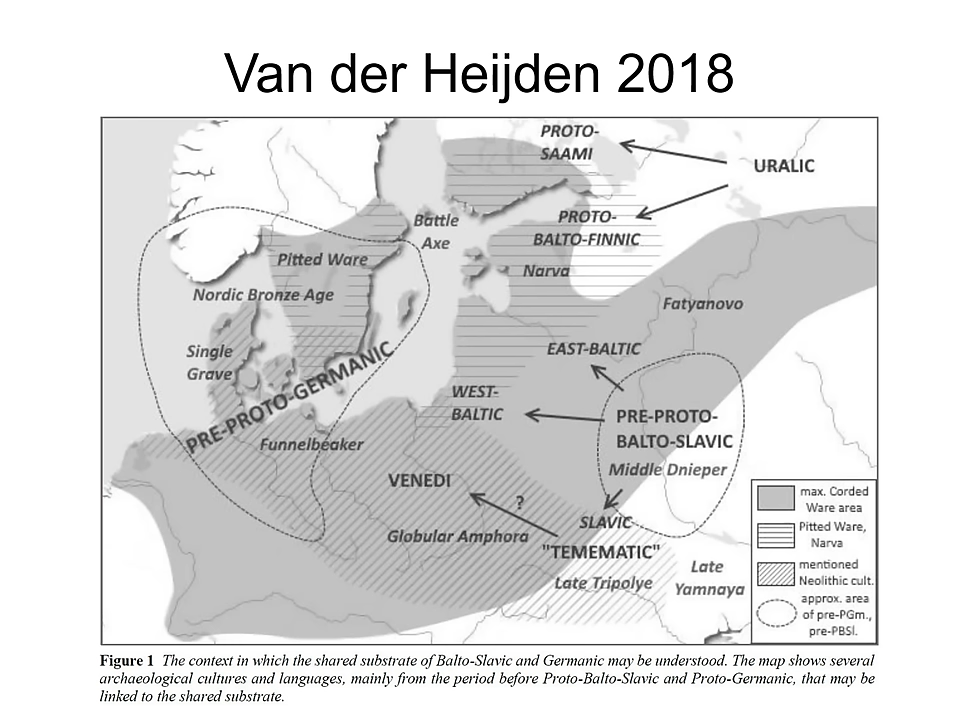 Van der Heijden 2018
PROTO-
SAAMI
URALIC
Battle
Axe
PROTO-
BALTO-FINNIC
Pitted Ware
Narva
Nordic Bronze Age
Fatyanovo
Single
Grave
EAST-BALTIC
PRE-PROTO-GERMANIC
WEST-
BALTIC
PRE-PROTO-
BALTO-SLAVIC
Funnelbeaker
Middle Dnieper
VENEDI
?
SLAVIC
Globular Amphora
"TEMEMATIC"
Late Tripolye
Late
Yamnaya
max. Corded
Ware area
Pitted Ware,
Narva
mentioned
Neolithic cult.
approx. area
of pre-PGm.,
pre-PBSl.
Figure 1 The context in which the shared substrate of Balto-Slavic and Germanic may be understood. The map shows several
archaeological cultures and languages, mainly from the period before Proto-Balto-Slavic and Proto-Germanic, that may be
linked to the shared substrate.